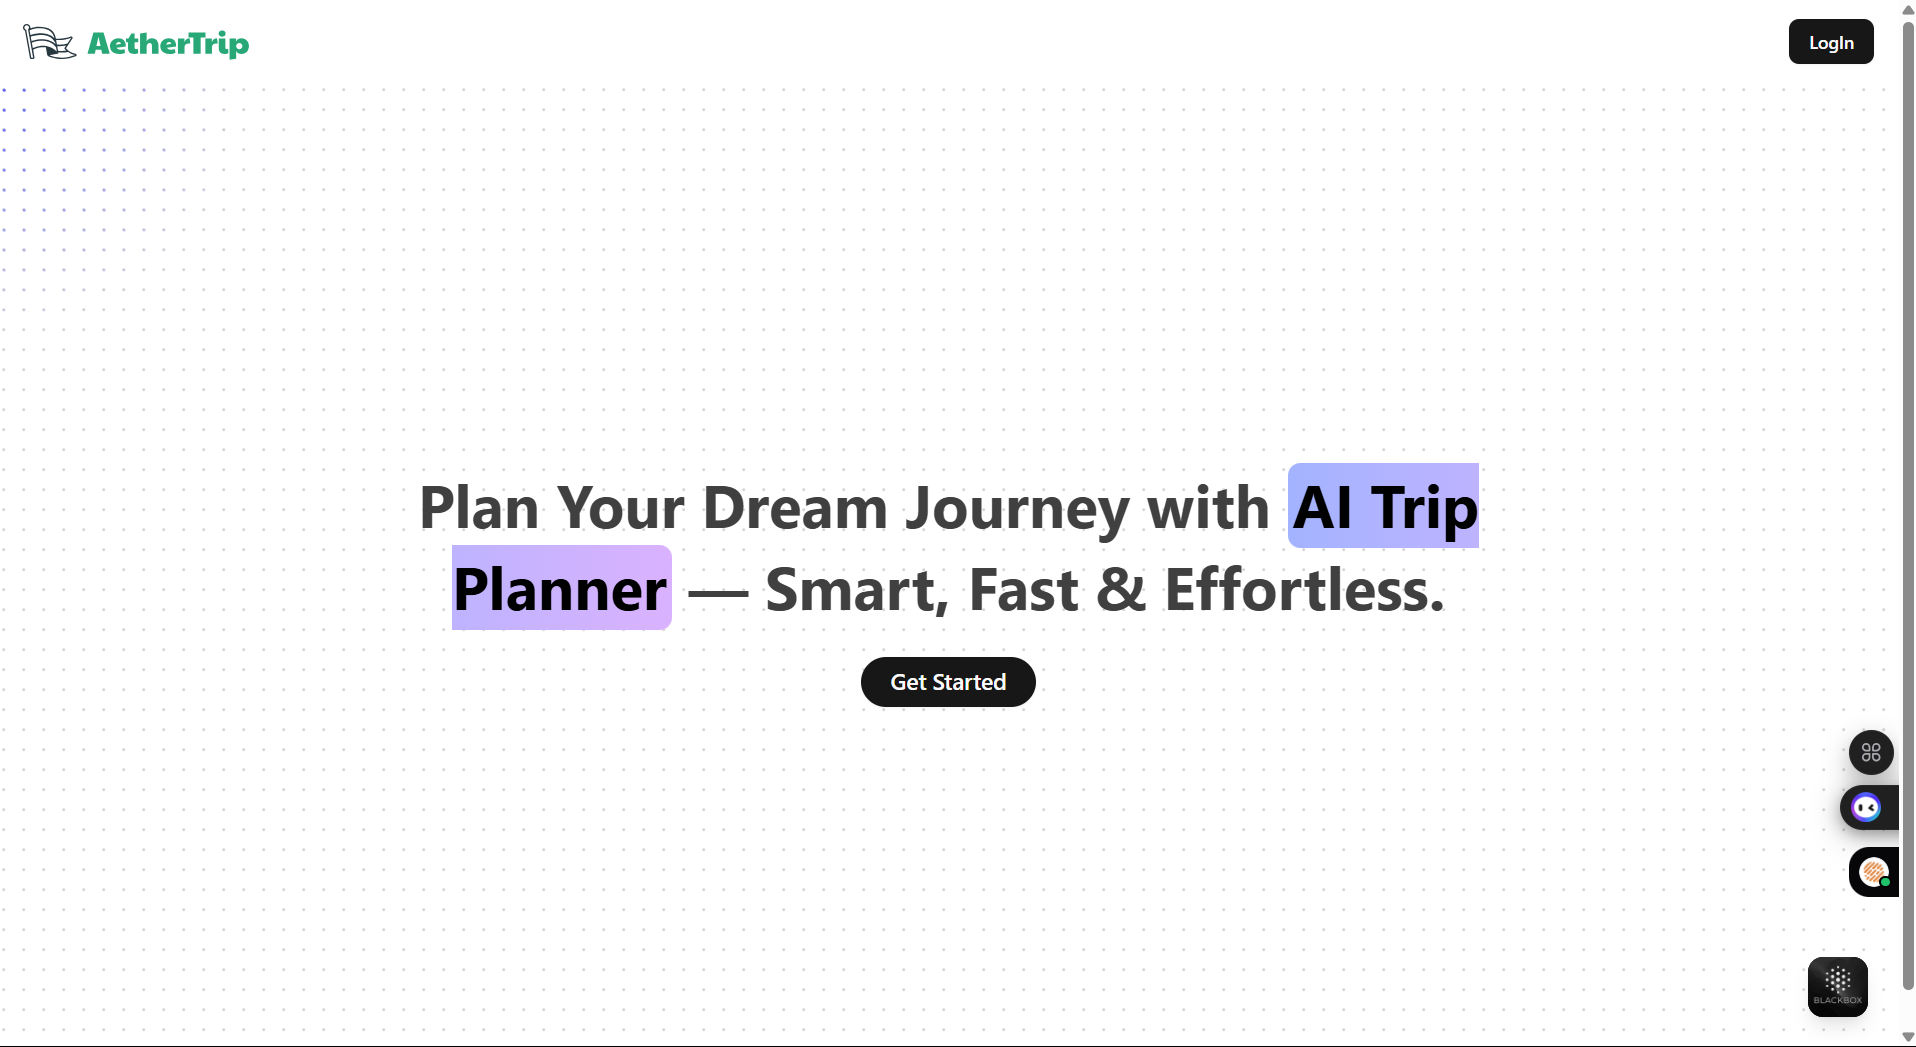 AetherTrip
LogIn
Plan Your Dream Journey with AI Trip
Planner — Smart, Fast & Effortless.
Get Started
BLACKBOX